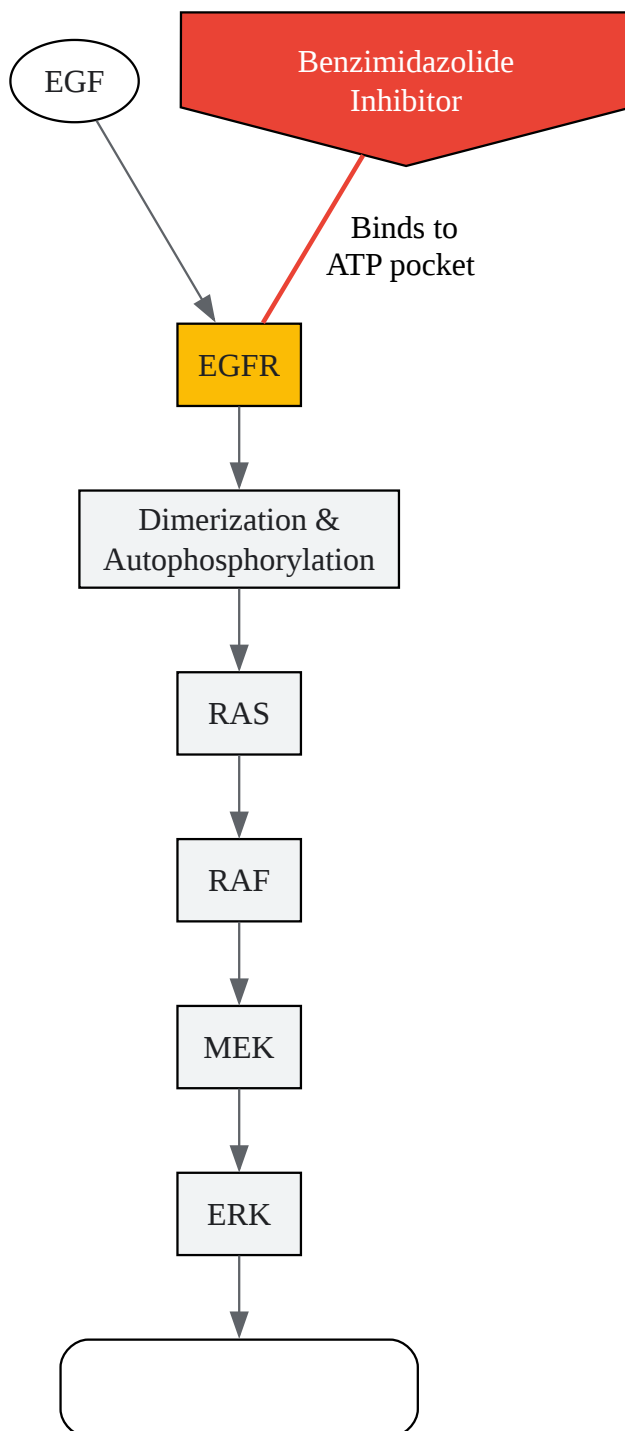 EGF
Benzimidazolide
Inhibitor
Binds to
ATP pocket
EGFR
Dimerization &
Autophosphorylation
RAS
RAF
MEK
ERK